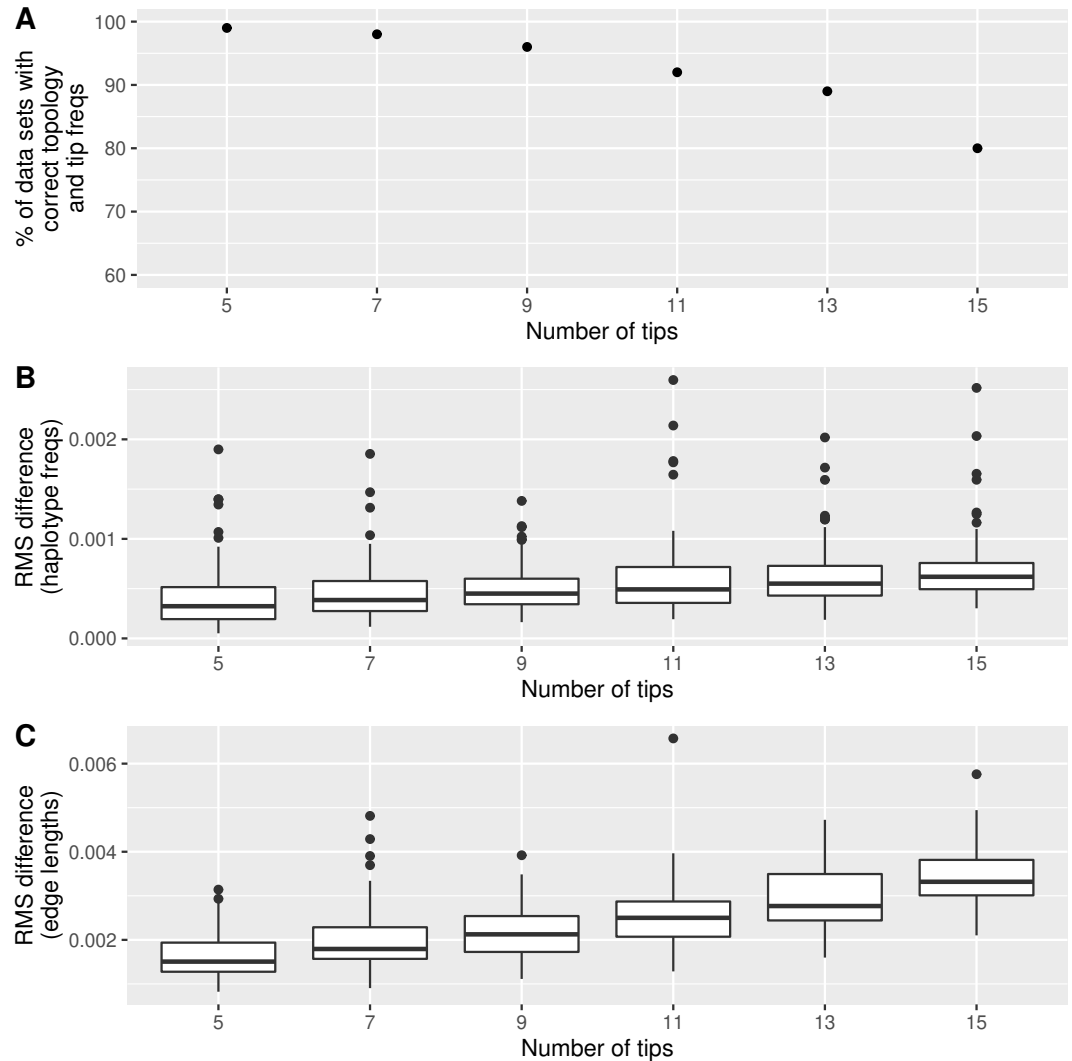 A
% of data sets with
correct topology
and tip freqs
100
90
80
70
60
5 7 9 11 13 15
Number of tips
B
RMS difference
(haplotype freqs)
0.002
0.001
0.000
5 7 9 11 13 15
Number of tips
C
RMS difference
(edge lengths)
0.006
0.004
0.002
5 7 9 11 13 15
Number of tips